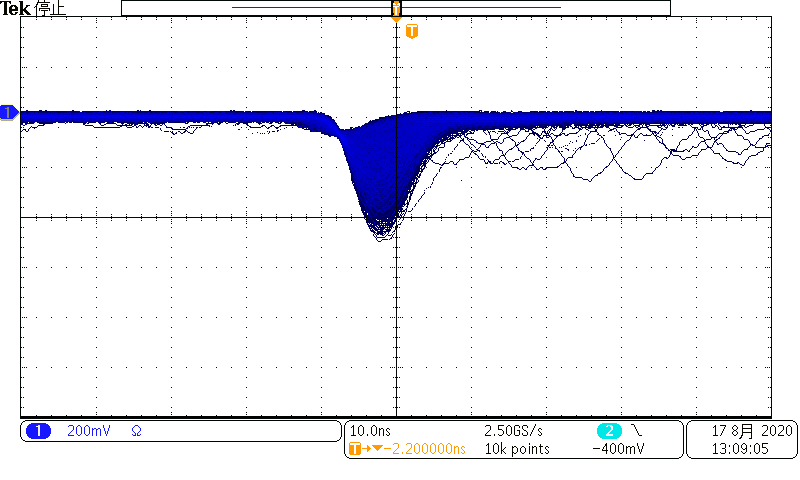 Tek 停止
T
T
1
1 200mV Ω
10.0ns 2.50GS/s 2
T→▼-2.200000ns 10k points -400mV
17 8月 2020
13:09:05